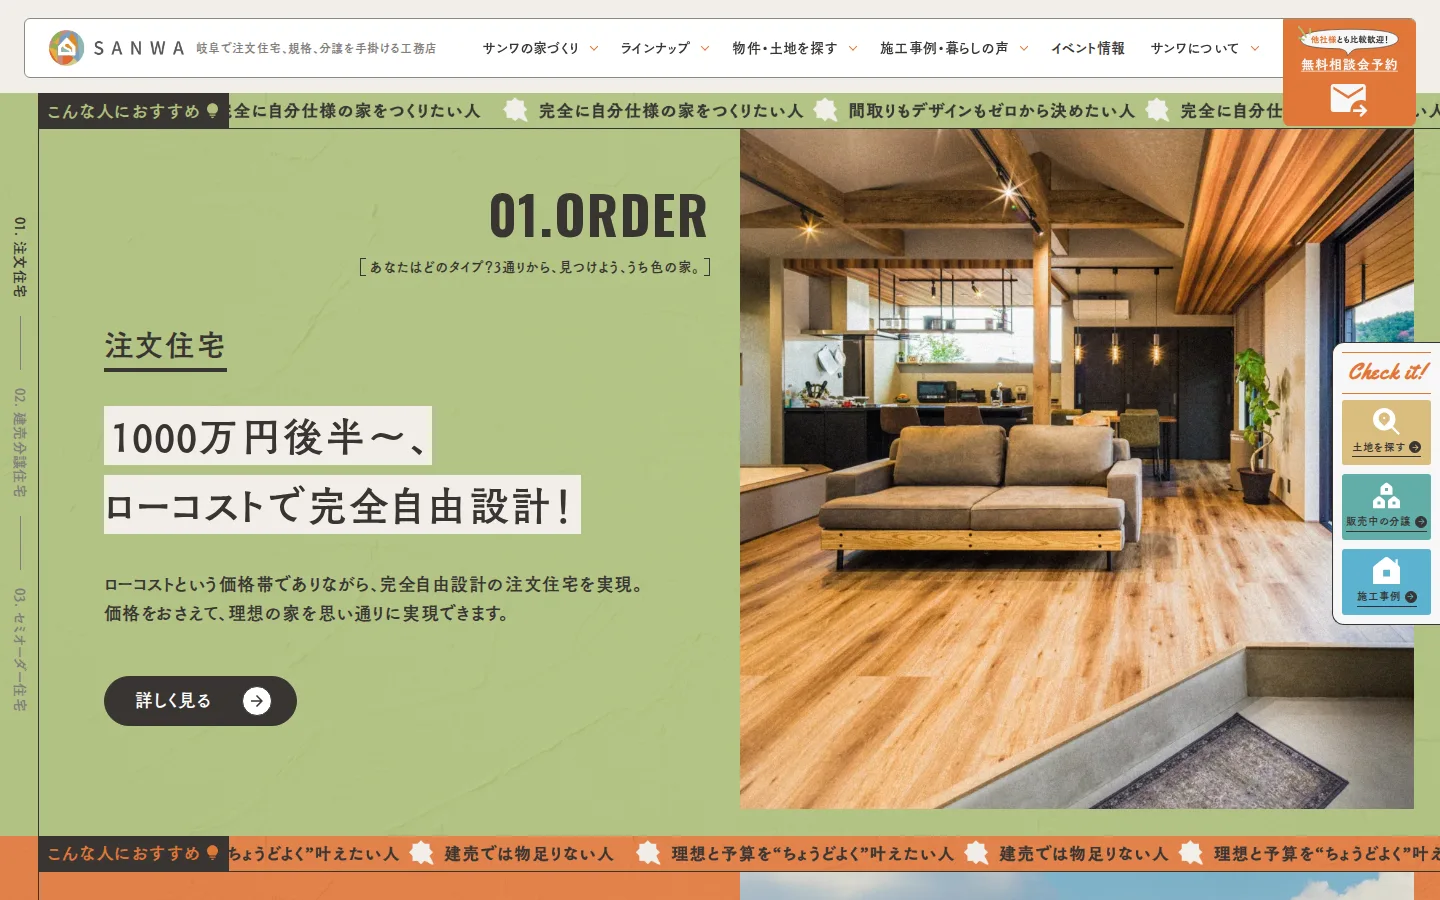 SANWA 岐阜で注文住宅、規格、分譲を手掛ける工務店
サンワの家づくり ラインナップ 物件・土地を探す 施工事例・暮らしの声 イベント情報 サンワについて
他社様とも比較歓迎！
無料相談会予約
こんな人におすすめ
全に自分仕様の家をつくりたい人 完全に自分仕様の家をつくりたい人 間取りもデザインもゼロから決めたい人 完全に自分仕
01. 注文住宅
02. 建売分譲住宅
03. セミオーダー住宅
01.ORDER
あなたはどのタイプ？3通りから、見つけよう、うち色の家。
注文住宅
1000万円後半〜、
ローコストで完全自由設計！
ローコストという価格帯でありながら、完全自由設計の注文住宅を実現。
価格をおさえて、理想の家を思い通りに実現できます。
詳しく見る
Check it!
土地を探す
販売中の分譲
施工事例
こんな人におすすめ
ちょうどよく”叶えたい人 建売では物足りない人 理想と予算を“ちょうどよく”叶えたい人 建売では物足りない人 理想と予算を“ちょうどよく”叶え